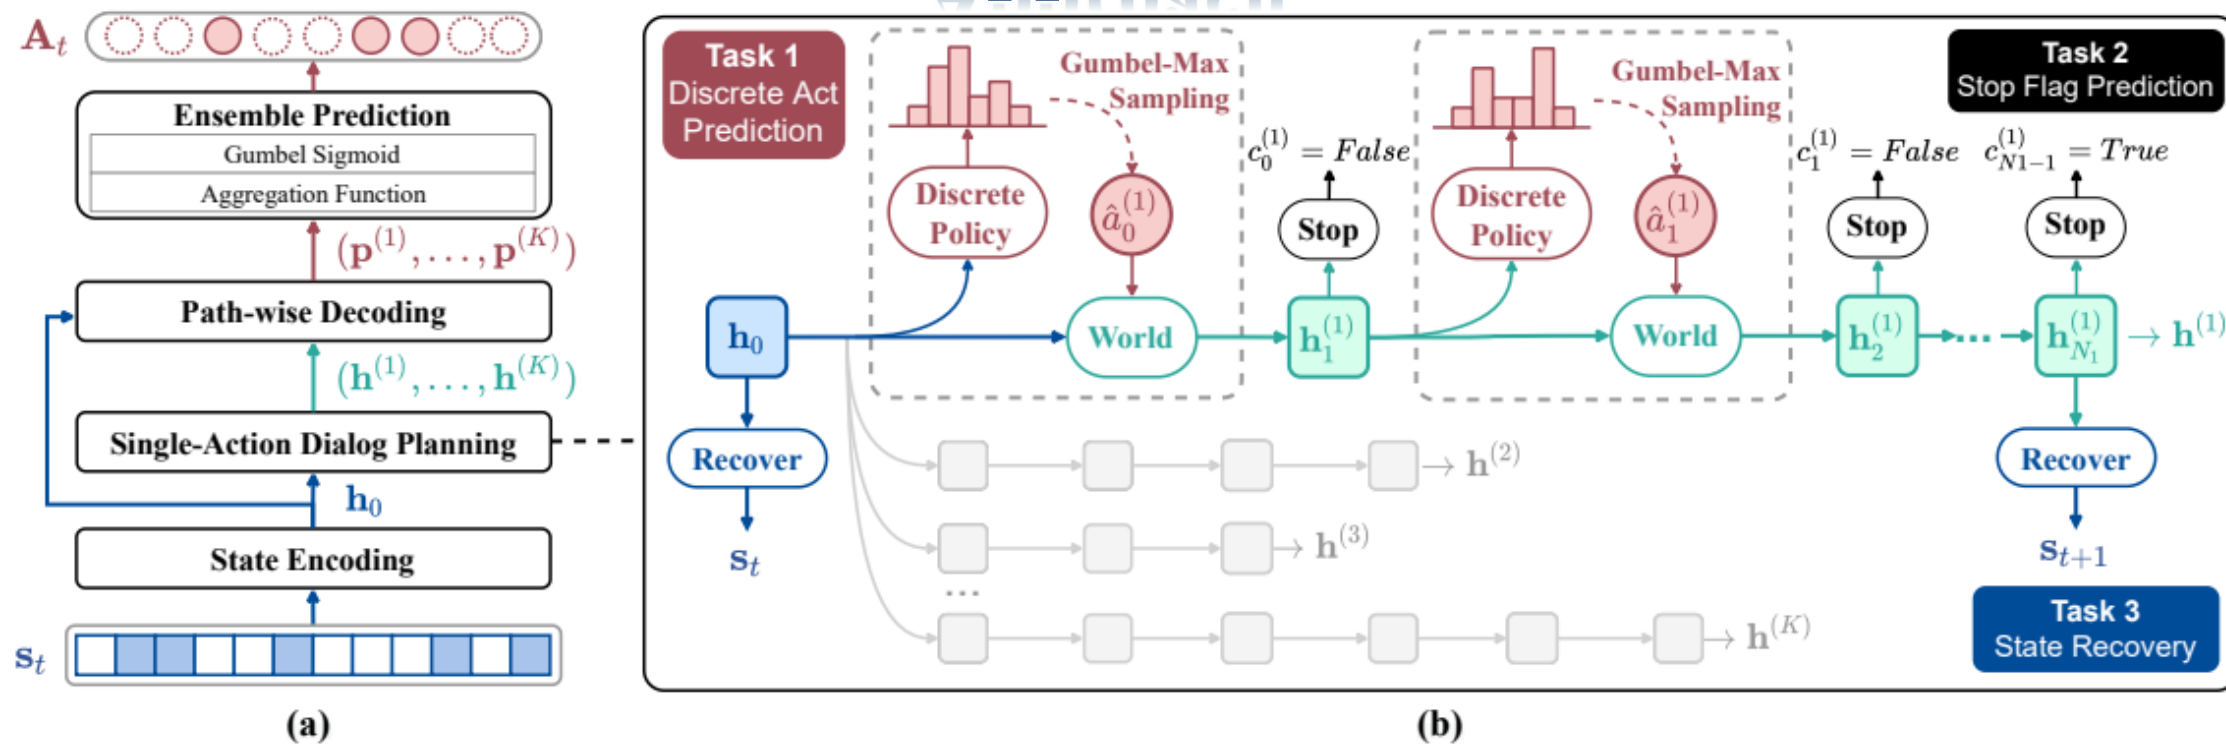 A_t
Ensemble Prediction
Gumbel Sigmoid
Aggregation Function
(p^(1), ..., p^(K))
Path-wise Decoding
(h^(1), ..., h^(K))
Single-Action Dialog Planning
h_0
State Encoding
s_t
(a)
Task 1
Discrete Act
Prediction
Gumbel-Max
Sampling
Discrete
Policy
â_0^(1)
c_0^(1) = False
Stop
h_0
World
h_1^(1)
Gumbel-Max
Sampling
Discrete
Policy
â_1^(1)
World
Task 2
Stop Flag Prediction
c_1^(1) = False
c_{N1-1}^(1) = True
Stop
Stop
h_2^(1)
...
h_{N_1}^(1)
→ h^(1)
Recover
s_t
→ h^(2)
→ h^(3)
...
→ h^(K)
Recover
s_{t+1}
Task 3
State Recovery
(b)